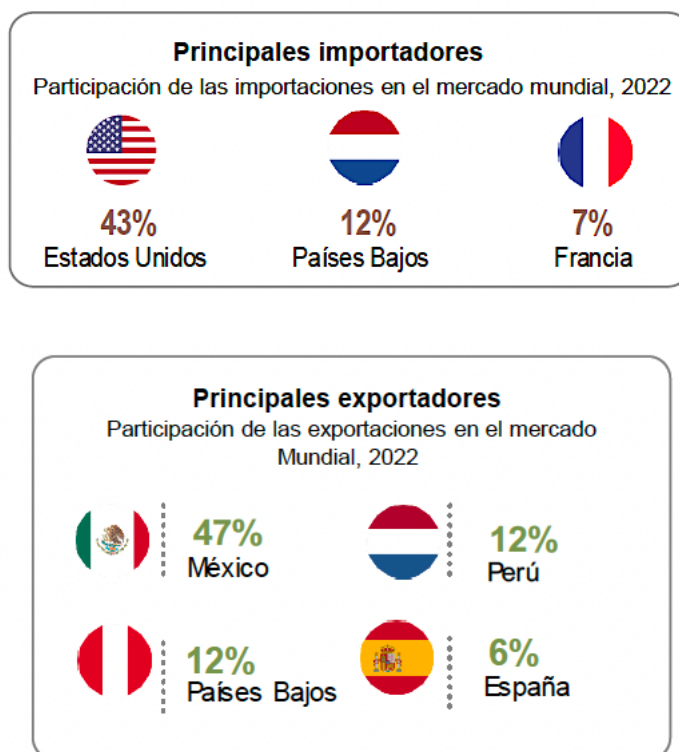 Principales importadores
Participación de las importaciones en el mercado mundial, 2022
43%
Estados Unidos
12%
Países Bajos
7%
Francia
Principales exportadores
Participación de las exportaciones en el mercado
Mundial, 2022
47%
México
12%
Perú
12%
Países Bajos
6%
España